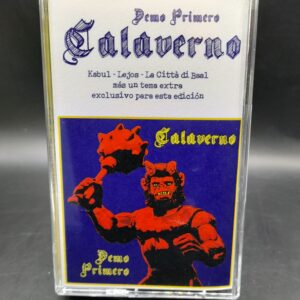 Demo Primero
Calaverno
Kabul - Lejos - La Città di Baal
más un tema extra
exclusivo para esta edición
Calaverno
Demo
Primero